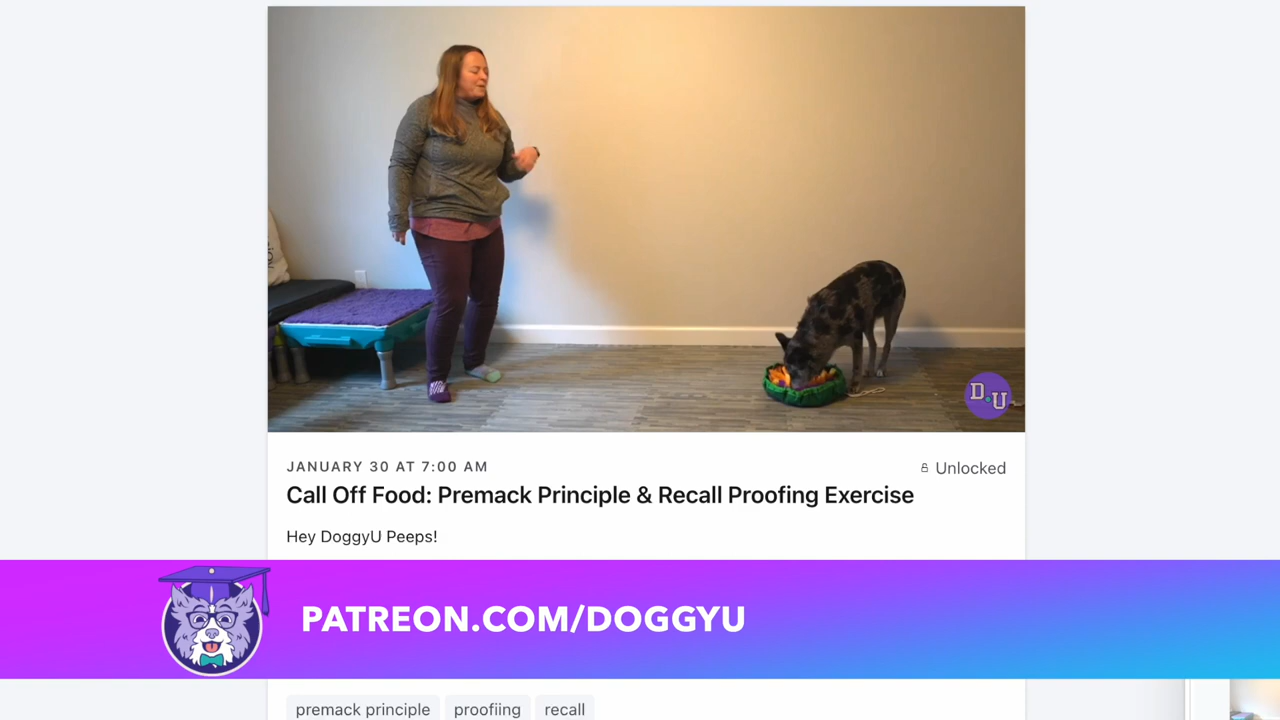 D.U
JANUARY 30 AT 7:00 AM
Unlocked
Call Off Food: Premack Principle & Recall Proofing Exercise
Hey DoggyU Peeps!
PATREON.COM/DOGGYU
premack principle
proofiing
recall